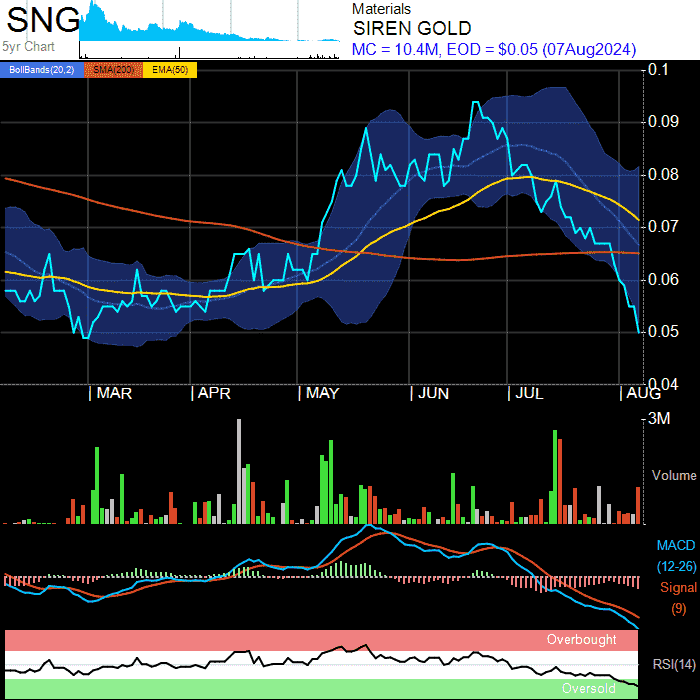 SNG
5yr Chart
Materials
SIREN GOLD
MC = 10.4M, EOD = $0.05 (07Aug2024)
BollBands(20,2) SMA(200) EMA(50)
0.1
0.09
0.08
0.07
0.06
0.05
0.04
MAR APR MAY JUN JUL AUG
3M
Volume
MACD
(12-26)
Signal
(9)
Overbought
RSI(14)
Oversold